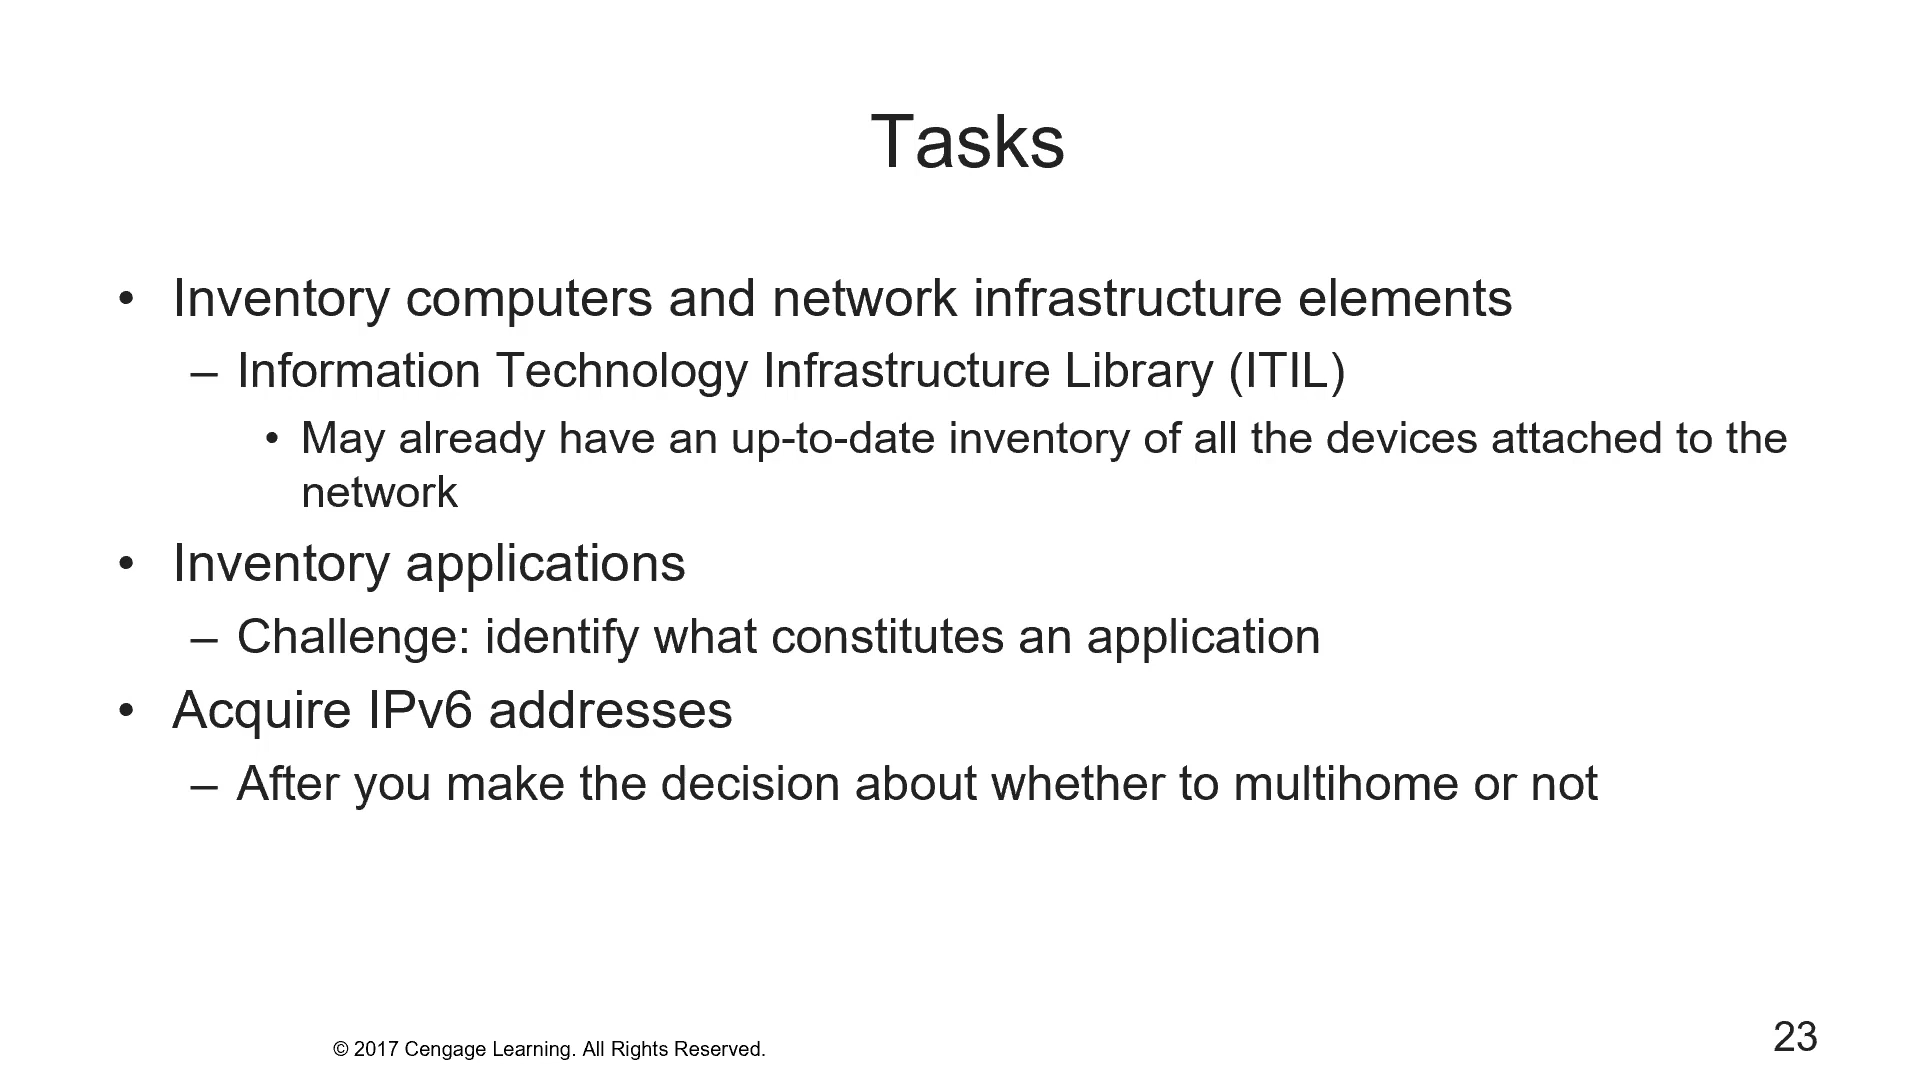 Tasks
• Inventory computers and network infrastructure elements
– Information Technology Infrastructure Library (ITIL)
• May already have an up-to-date inventory of all the devices attached to the
network
• Inventory applications
– Challenge: identify what constitutes an application
• Acquire IPv6 addresses
– After you make the decision about whether to multihome or not
© 2017 Cengage Learning. All Rights Reserved.
23